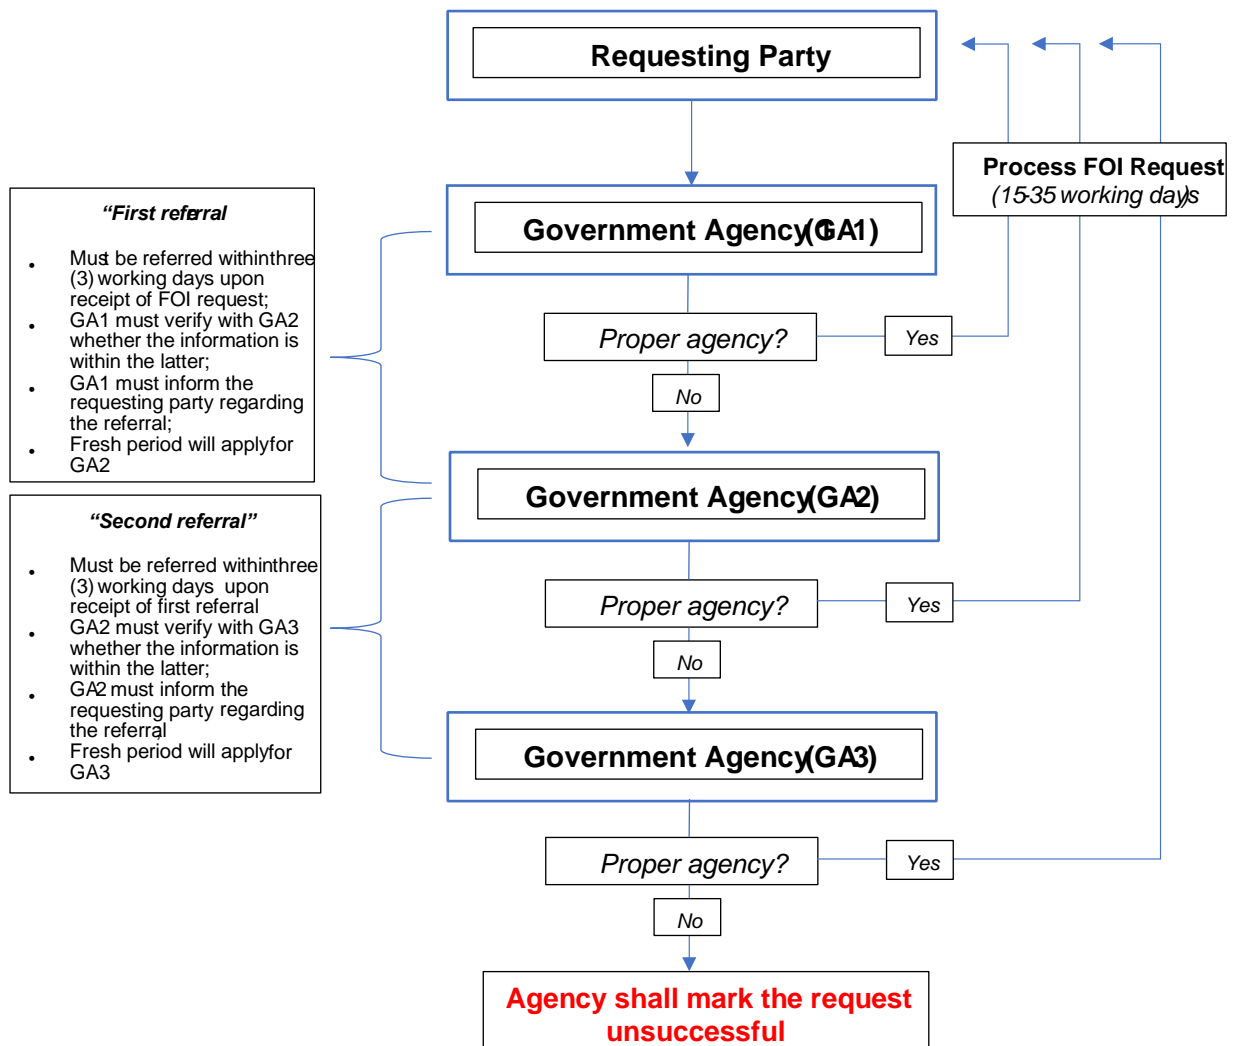 Requesting Party
Process FOI Request
(15-35 working days)
“First referral
• Must be referred within three
(3) working days upon
receipt of FOI request;
• GA1 must verify with GA2
whether the information is
within the latter;
• GA1 must inform the
requesting party regarding
the referral;
• Fresh period will apply for
GA2
Government Agency (GA1)
Proper agency?
Yes
No
“Second referral”
• Must be referred within three
(3) working days upon
receipt of first referral
• GA2 must verify with GA3
whether the information is
within the latter;
• GA2 must inform the
requesting party regarding
the referral;
• Fresh period will apply for
GA3
Government Agency (GA2)
Proper agency?
Yes
No
Government Agency (GA3)
Proper agency?
Yes
No
Agency shall mark the request
unsuccessful